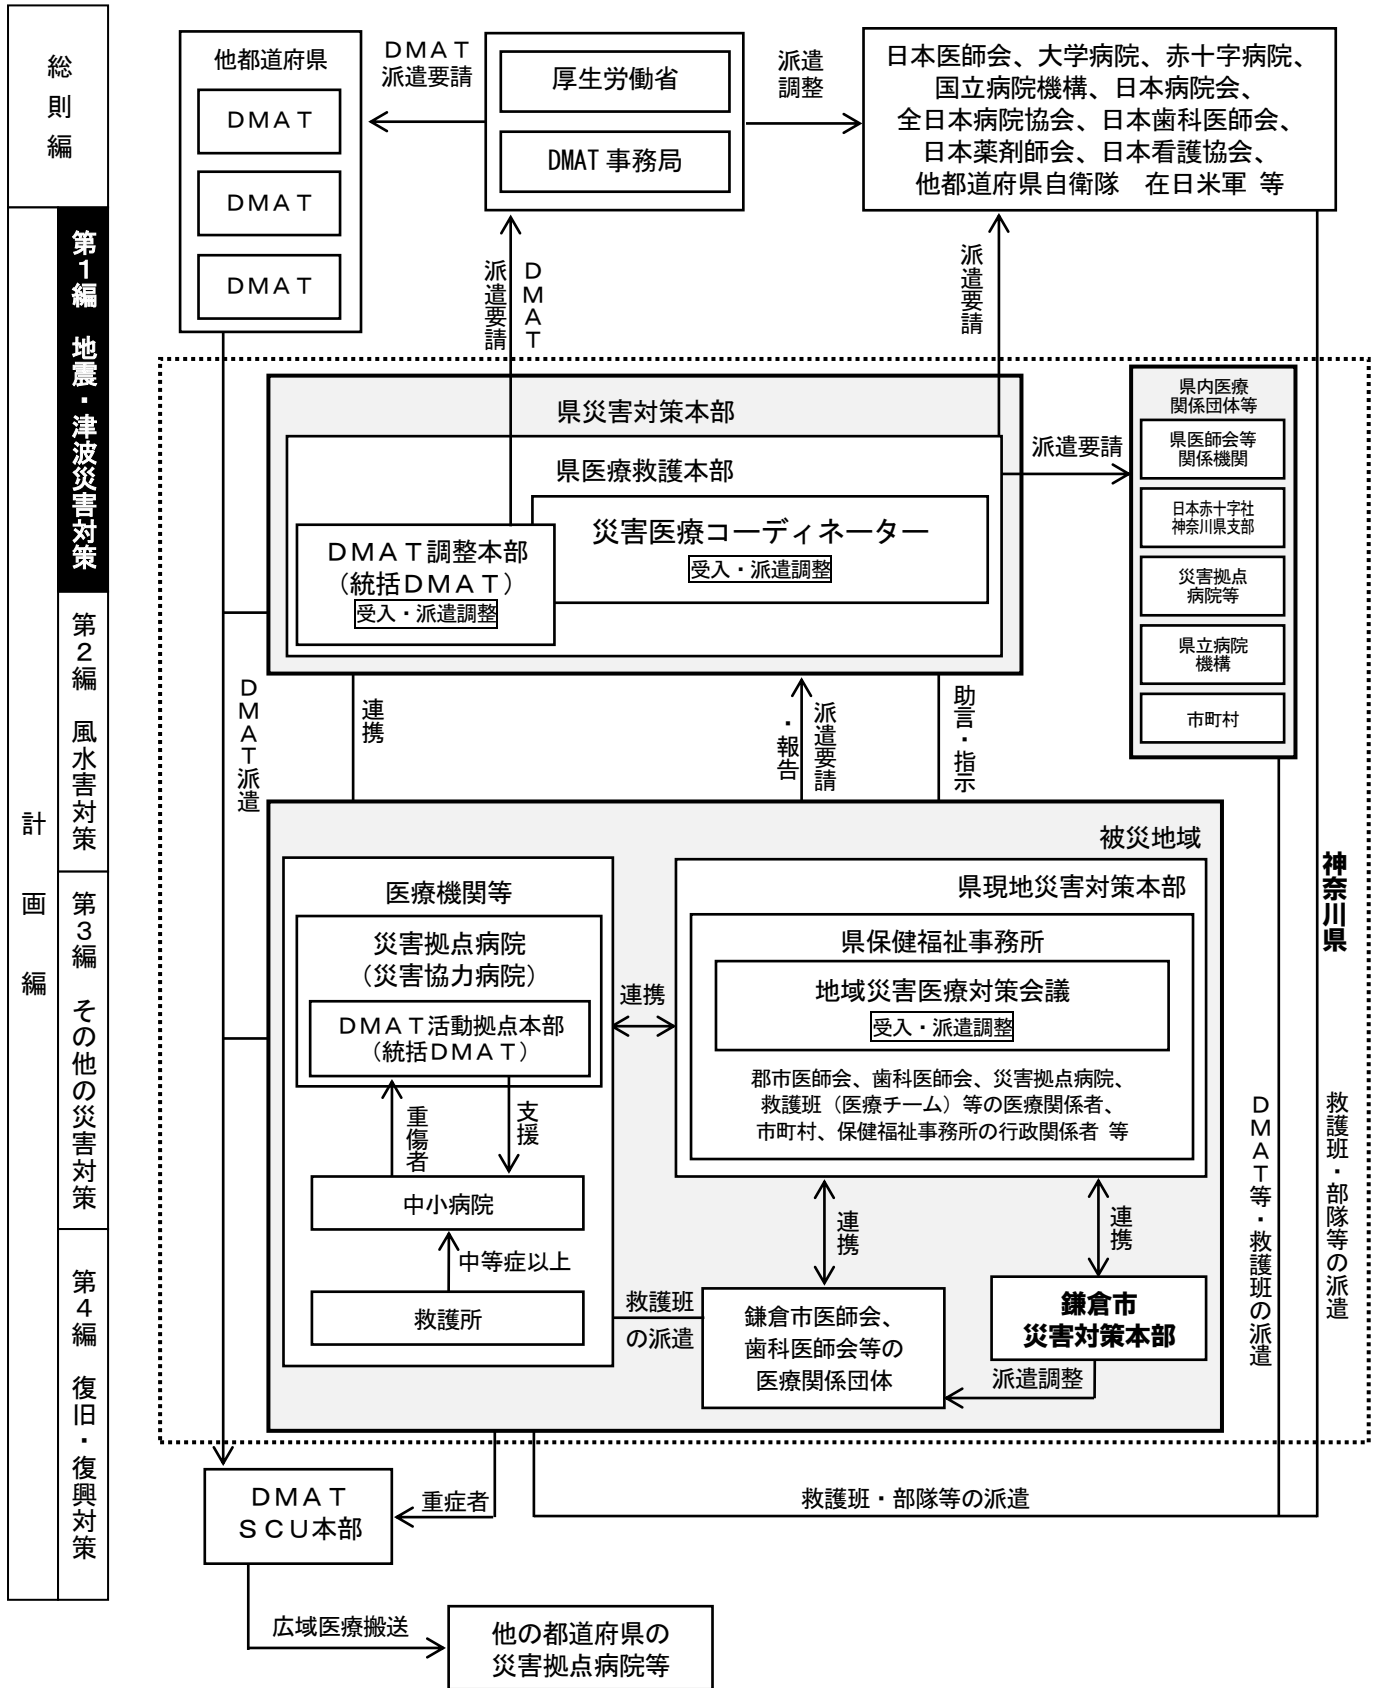 総則編
計画編
第1編 地震・津波災害対策
第2編 風水害対策
第3編 その他の災害対策
第4編 復旧・復興対策
他都道府県
ＤＭＡＴ
ＤＭＡＴ
ＤＭＡＴ
ＤＭＡＴ
派遣要請
厚生労働省
DMAT 事務局
派遣
調整
日本医師会、大学病院、赤十字病院、
国立病院機構、日本病院会、
全日本病院協会、日本歯科医師会、
日本薬剤師会、日本看護協会、
他都道府県自衛隊　在日米軍 等
ＤＭＡＴ
派遣要請
派遣要請
県災害対策本部
県医療救護本部
災害医療コーディネーター
受入・派遣調整
ＤＭＡＴ調整本部
（統括ＤＭＡＴ）
受入・派遣調整
派遣要請
県内医療
関係団体等
県医師会等
関係機関
日本赤十字社
神奈川県支部
災害拠点
病院等
県立病院
機構
市町村
ＤＭＡＴ派遣
連携
派遣要請
・報告
助言・指示
神奈川県
被災地域
医療機関等
災害拠点病院
（災害協力病院）
ＤＭＡＴ活動拠点本部
（統括ＤＭＡＴ）
重傷者
支援
中小病院
中等症以上
救護所
連携
県現地災害対策本部
県保健福祉事務所
地域災害医療対策会議
受入・派遣調整
郡市医師会、歯科医師会、災害拠点病院、
救護班（医療チーム）等の医療関係者、
市町村、保健福祉事務所の行政関係者 等
連携
連携
救護班
の派遣
鎌倉市医師会、
歯科医師会等の
医療関係団体
鎌倉市
災害対策本部
派遣調整
ＤＭＡＴ等・救護班の派遣
救護班・部隊等の派遣
ＤＭＡＴ
ＳＣＵ本部
重症者
救護班・部隊等の派遣
広域医療搬送
他の都道府県の
災害拠点病院等